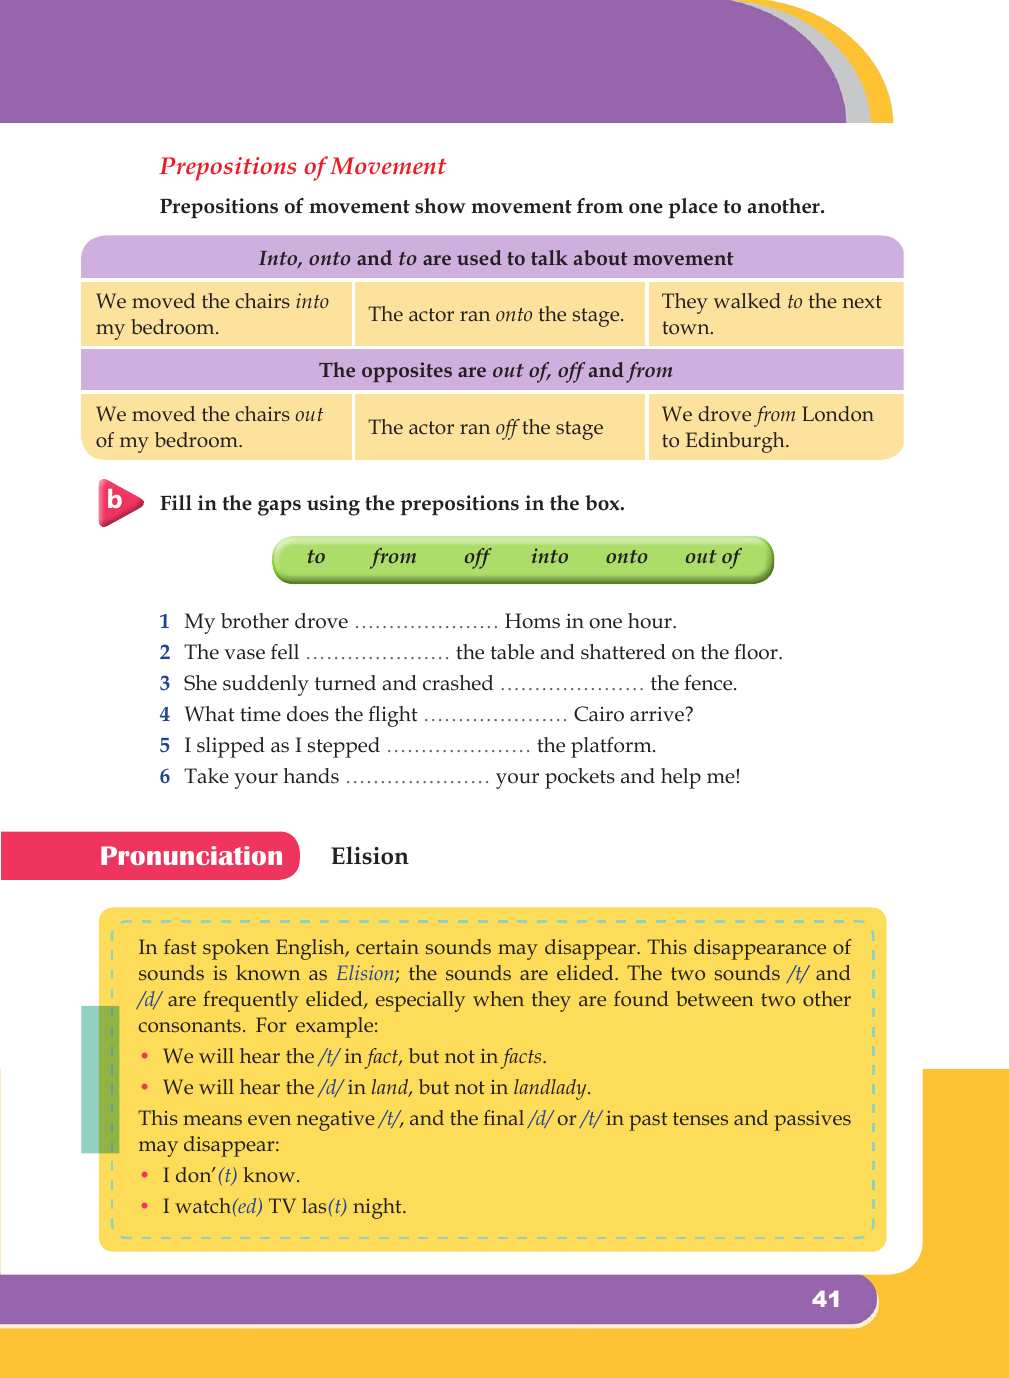 Prepositions of Movement
Prepositions of movement show movement from one place to another.
Into, onto and to are used to talk about movement
We moved the chairs into
my bedroom.
The actor ran onto the stage.
They walked to the next
town.
The opposites are out of, off and from
We moved the chairs out
of my bedroom.
The actor ran off the stage
We drove from London
to Edinburgh.
b Fill in the gaps using the prepositions in the box.
to from off into onto out of
1 My brother drove ..................... Homs in one hour.
2 The vase fell ..................... the table and shattered on the floor.
3 She suddenly turned and crashed ..................... the fence.
4 What time does the flight ..................... Cairo arrive?
5 I slipped as I stepped ..................... the platform.
6 Take your hands ..................... your pockets and help me!
Pronunciation Elision
In fast spoken English, certain sounds may disappear. This disappearance of
sounds is known as Elision; the sounds are elided. The two sounds /t/ and
/d/ are frequently elided, especially when they are found between two other
consonants. For example:
• We will hear the /t/ in fact, but not in facts.
• We will hear the /d/ in land, but not in landlady.
This means even negative /t/, and the final /d/ or /t/ in past tenses and passives
may disappear:
• I don'(t) know.
• I watch(ed) TV las(t) night.
41